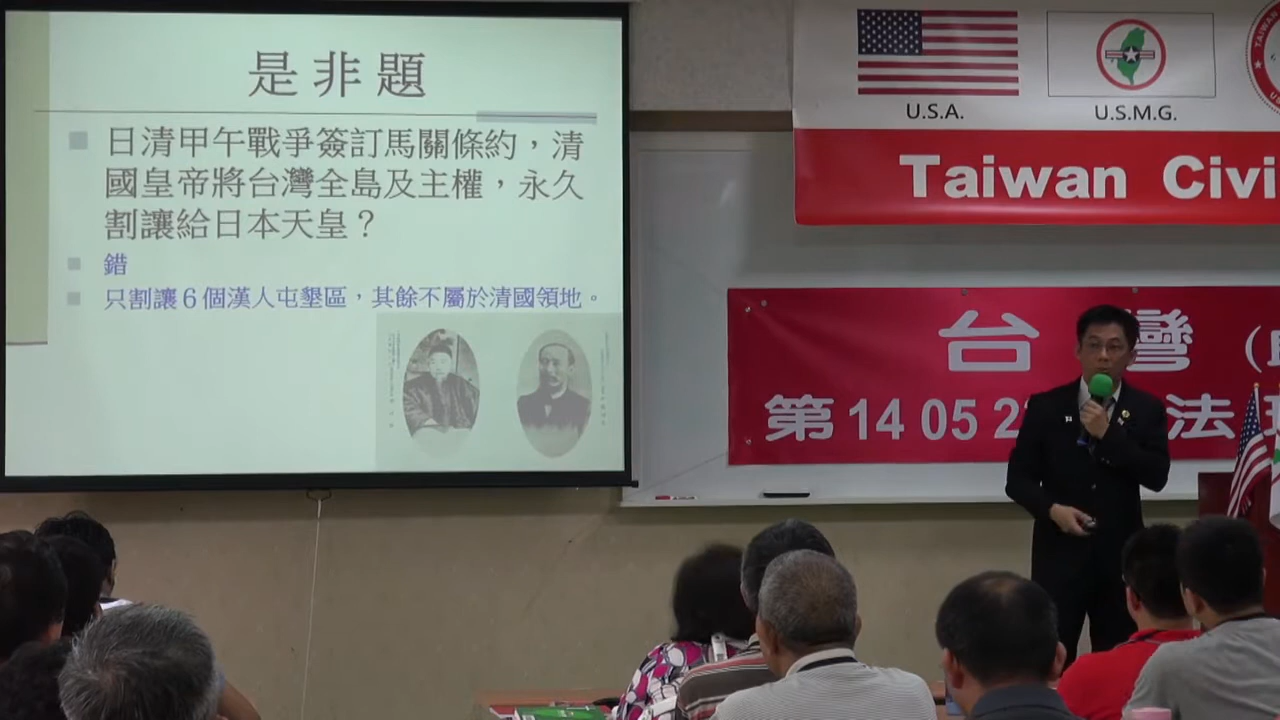 是非題
日清甲午戰爭簽訂馬關條約，清
國皇帝將台灣全島及主權，永久
割讓給日本天皇？
錯
只割讓6個漢人屯墾區，其餘不屬於清國領地。
U.S.A.
U.S.M.G.
TAIWAN
Taiwan Civi
台灣（
第14 05 2 法